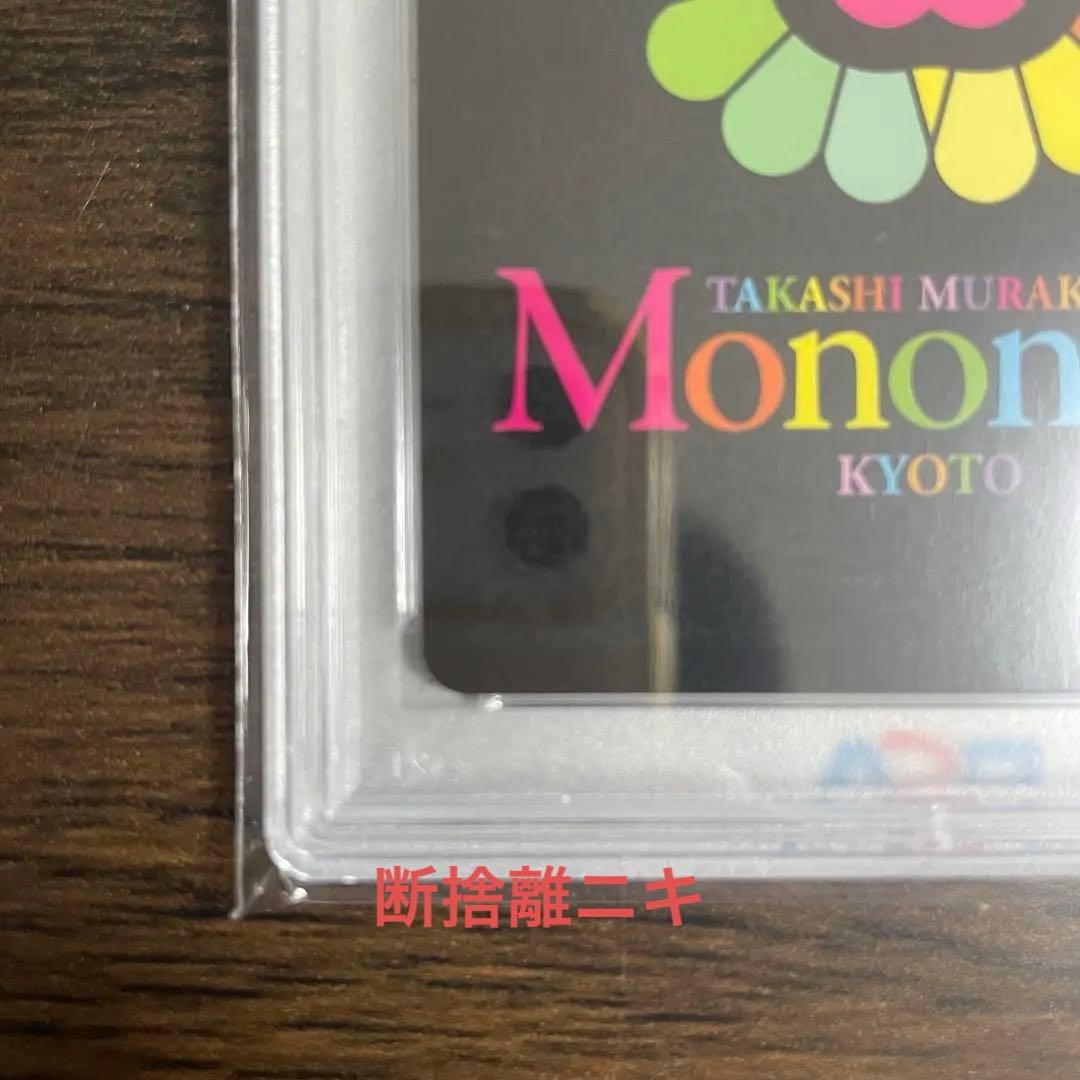 TAKASHI MURAK
Monon
KYOTO
断捨離ニキ